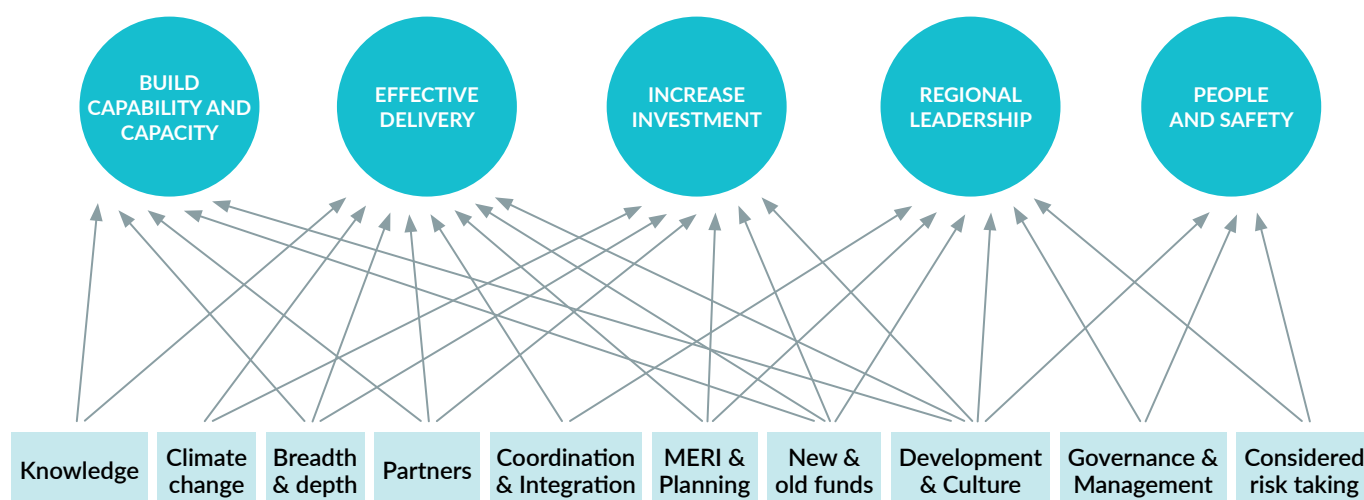 BUILD
CAPABILITY AND
CAPACITY
EFFECTIVE
DELIVERY
INCREASE
INVESTMENT
REGIONAL
LEADERSHIP
PEOPLE
AND SAFETY
Knowledge
Climate
change
Breadth
& depth
Partners
Coordination
& Integration
MERI &
Planning
New &
old funds
Development
& Culture
Governance &
Management
Considered
risk taking